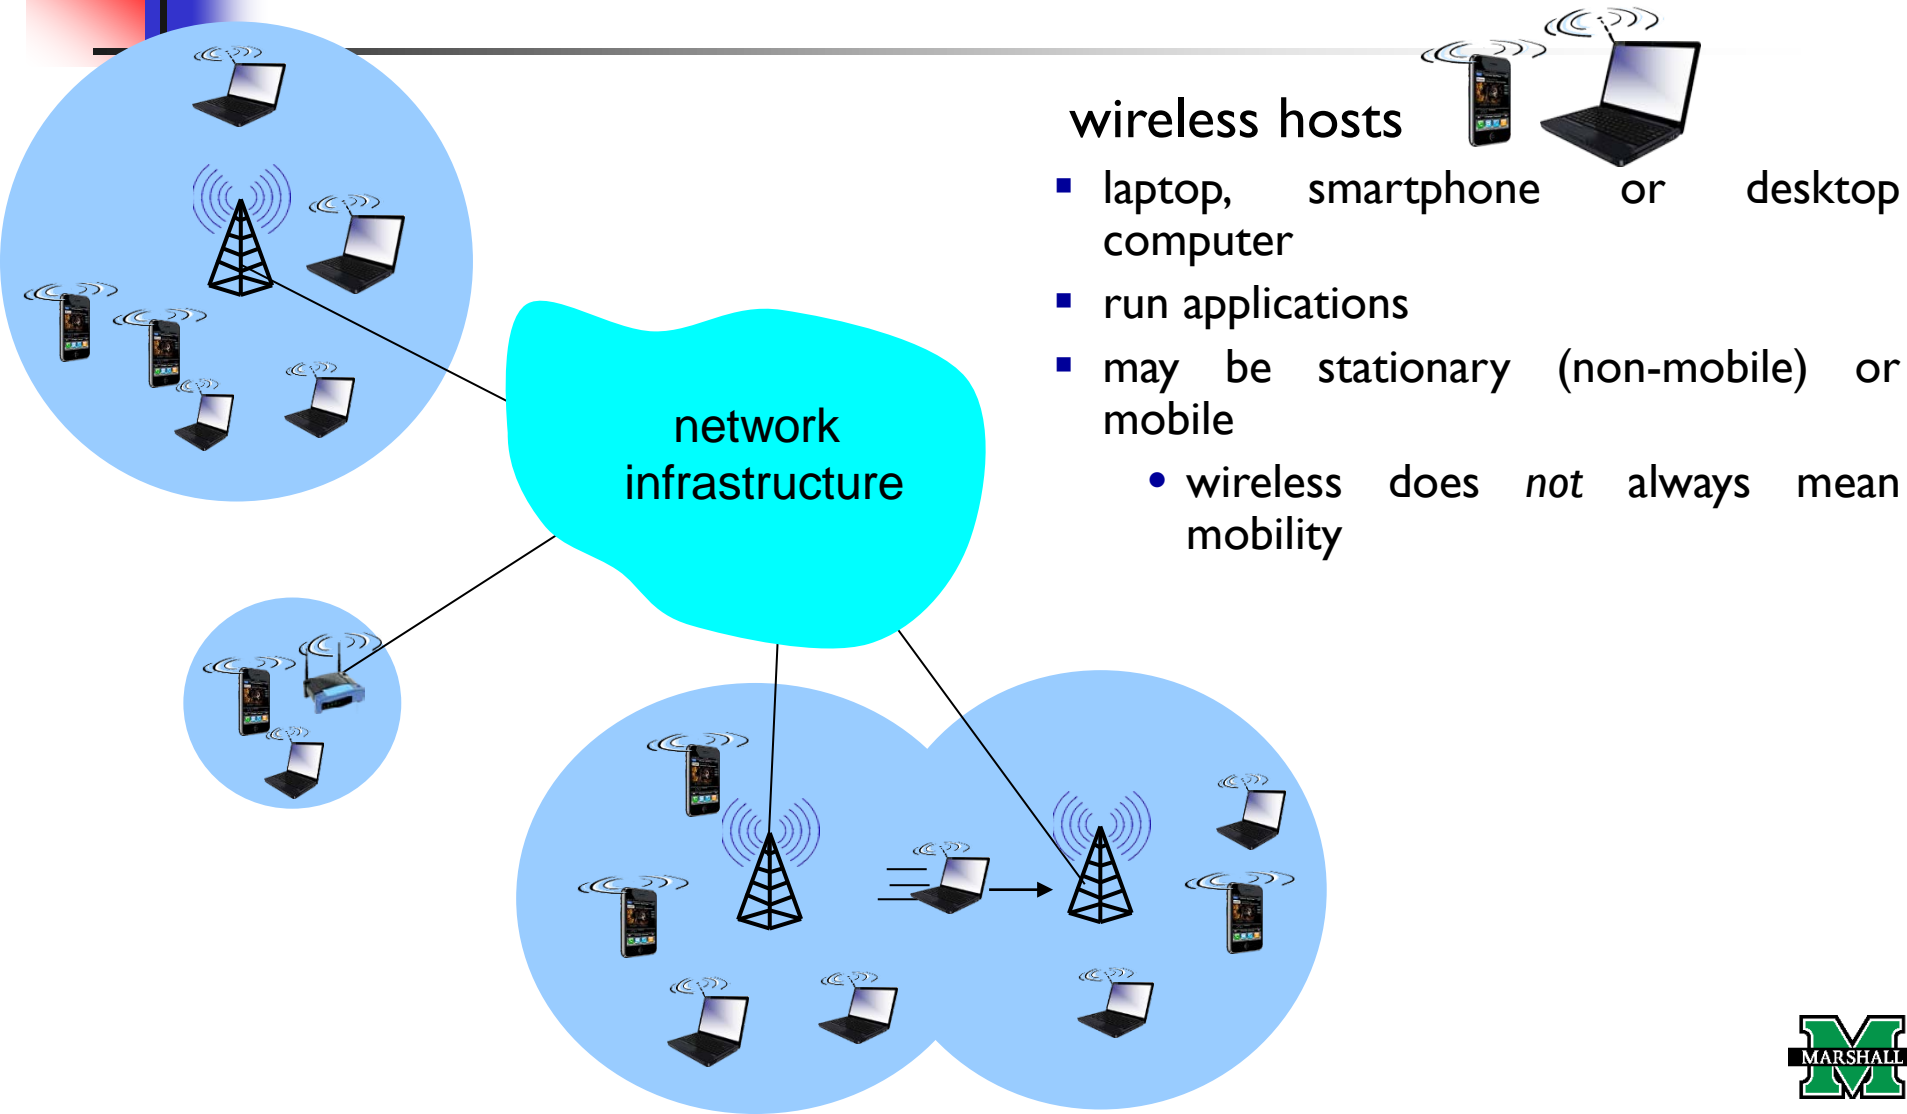 wireless hosts
▪ laptop, smartphone or desktop
computer
▪ run applications
▪ may be stationary (non-mobile) or
mobile
• wireless does not always mean
mobility
network
infrastructure
MARSHALL